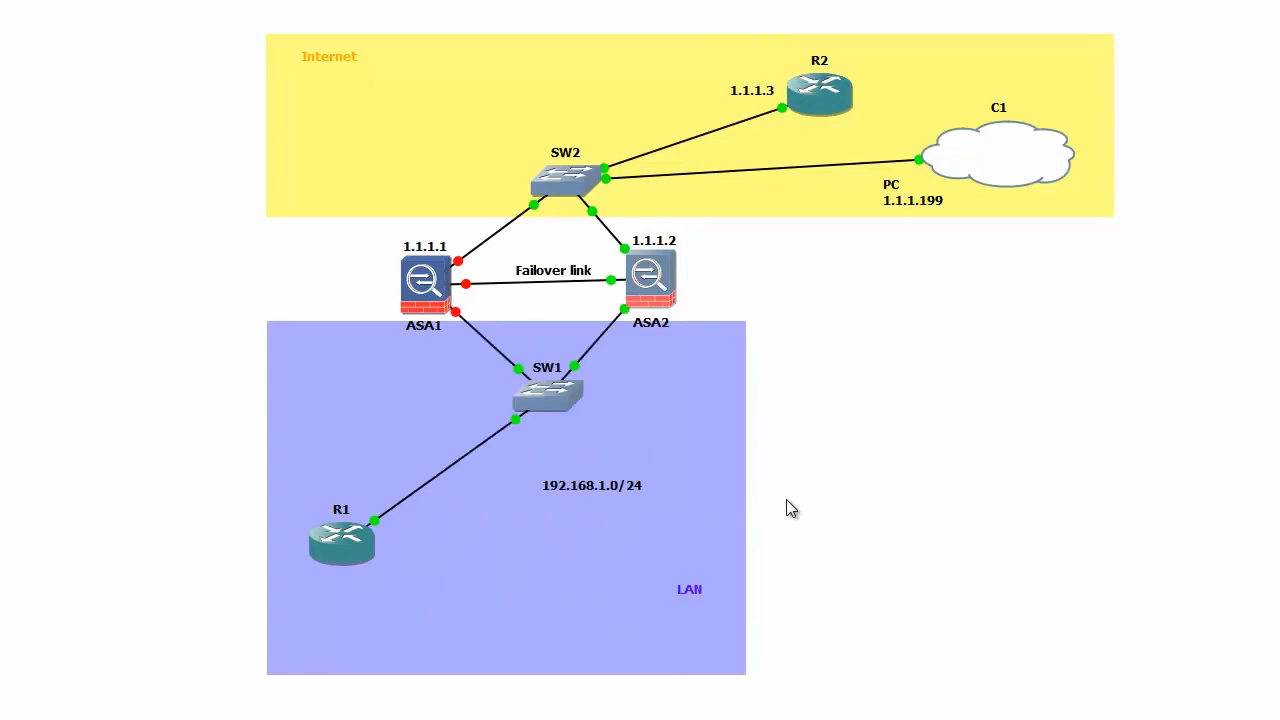 Internet
R2
1.1.1.3
C1
SW2
PC
1.1.1.199
1.1.1.1
1.1.1.2
Failover link
ASA1
ASA2
SW1
192.168.1.0/24
R1
LAN